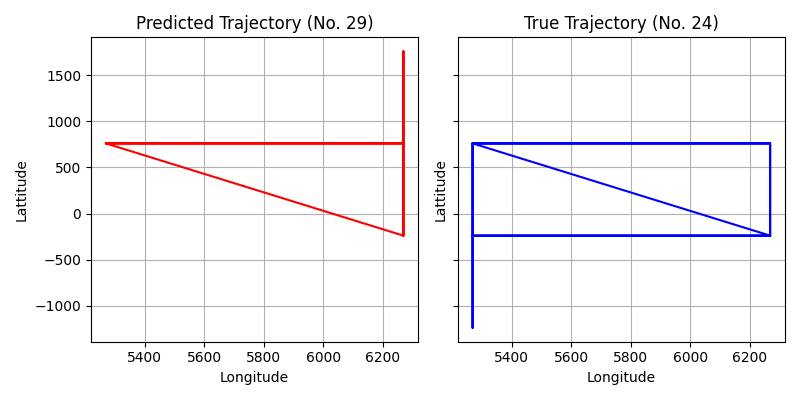 Predicted Trajectory (No. 29)
True Trajectory (No. 24)
1500
1000
500
0
−500
−1000
Lattitude
Lattitude
5400 5600 5800 6000 6200
5400 5600 5800 6000 6200
Longitude
Longitude